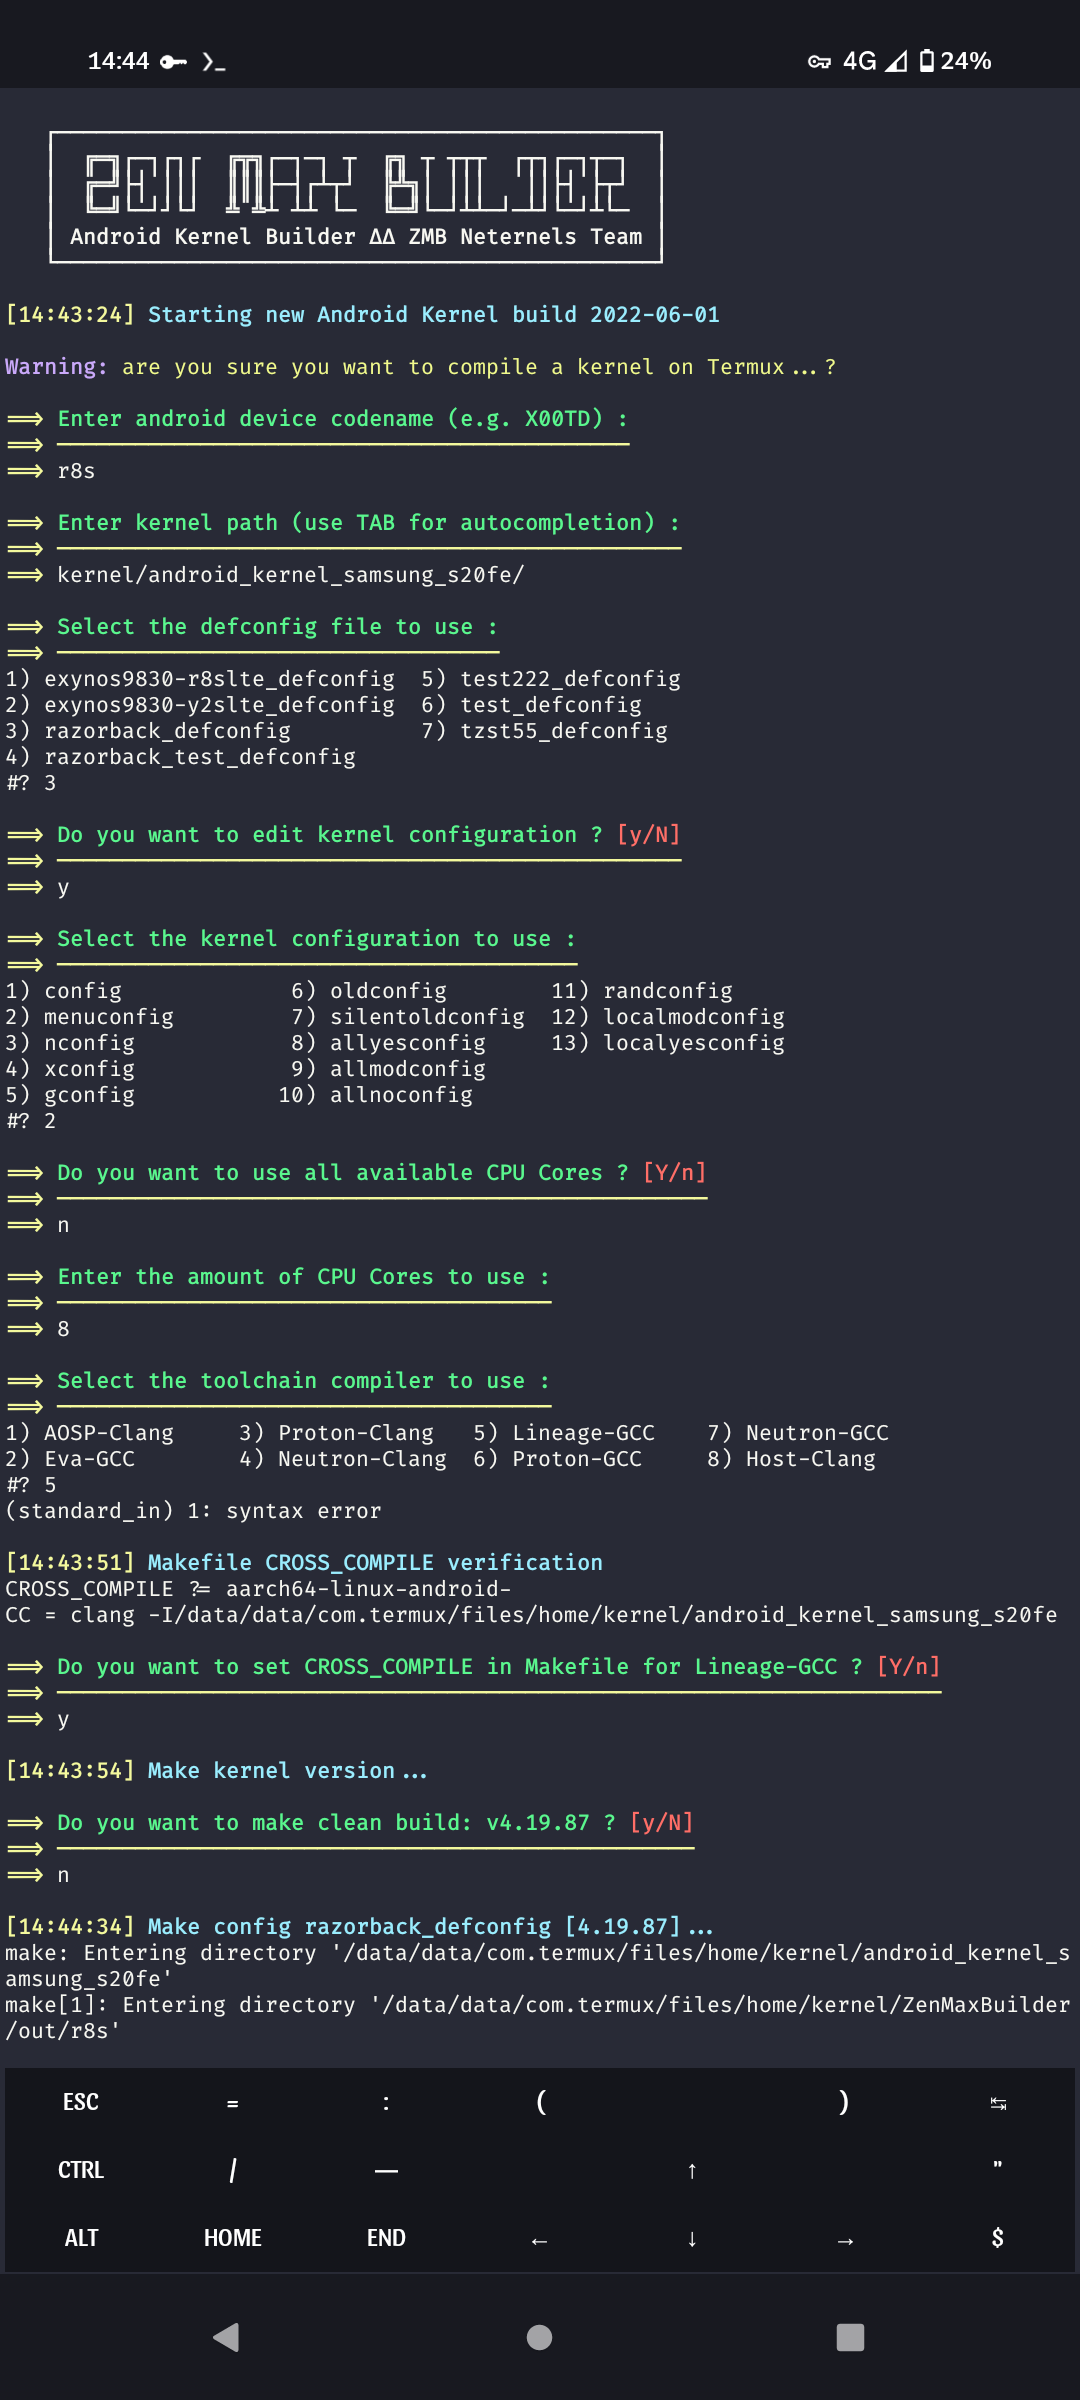 14:44 4G 24%
Android Kernel Builder ∆∆ ZMB Neternels Team
[14:43:24] Starting new Android Kernel build 2022-06-01
Warning: are you sure you want to compile a kernel on Termux...?
==> Enter android device codename (e.g. X00TD) :
==> ────────────────────────────────────────────
==> r8s
==> Enter kernel path (use TAB for autocompletion) :
==> ────────────────────────────────────────────────
==> kernel/android_kernel_samsung_s20fe/
==> Select the defconfig file to use :
==> ──────────────────────────────────
1) exynos9830-r8slte_defconfig  5) test222_defconfig
2) exynos9830-y2slte_defconfig  6) test_defconfig
3) razorback_defconfig          7) tzst55_defconfig
4) razorback_test_defconfig
#? 3
==> Do you want to edit kernel configuration ? [y/N]
==> ────────────────────────────────────────────────
==> y
==> Select the kernel configuration to use :
==> ────────────────────────────────────────
1) config             6) oldconfig        11) randconfig
2) menuconfig         7) silentoldconfig  12) localmodconfig
3) nconfig            8) allyesconfig     13) localyesconfig
4) xconfig            9) allmodconfig
5) gconfig           10) allnoconfig
#? 2
==> Do you want to use all available CPU Cores ? [Y/n]
==> ──────────────────────────────────────────────────
==> n
==> Enter the amount of CPU Cores to use :
==> ──────────────────────────────────────
==> 8
==> Select the toolchain compiler to use :
==> ──────────────────────────────────────
1) AOSP-Clang     3) Proton-Clang   5) Lineage-GCC    7) Neutron-GCC
2) Eva-GCC        4) Neutron-Clang  6) Proton-GCC     8) Host-Clang
#? 5
(standard_in) 1: syntax error
[14:43:51] Makefile CROSS_COMPILE verification
CROSS_COMPILE ?= aarch64-linux-android-
CC = clang -I/data/data/com.termux/files/home/kernel/android_kernel_samsung_s20fe
==> Do you want to set CROSS_COMPILE in Makefile for Lineage-GCC ? [Y/n]
==> ────────────────────────────────────────────────────────────────────
==> y
[14:43:54] Make kernel version...
==> Do you want to make clean build: v4.19.87 ? [y/N]
==> ─────────────────────────────────────────────────
==> n
[14:44:34] Make config razorback_defconfig [4.19.87]...
make: Entering directory '/data/data/com.termux/files/home/kernel/android_kernel_s
amsung_s20fe'
make[1]: Entering directory '/data/data/com.termux/files/home/kernel/ZenMaxBuilder
/out/r8s'
ESC = : ( ) ↹
CTRL / — ↑ "
ALT HOME END ← ↓ → $